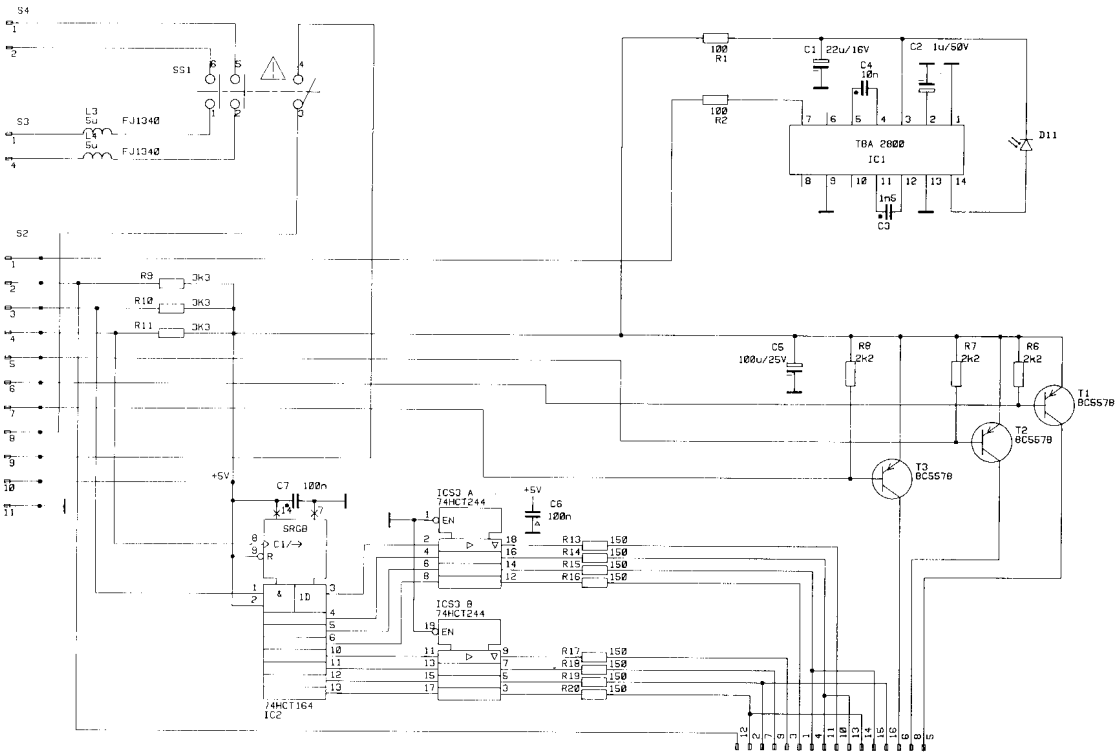 S4
1
2
SS1
6
5
4
1
2
3
S3
1
4
L3
5u
FJ1340
L4
5u
FJ1340
100
R1
100
R2
C1
22u/16V
C2
1u/50V
C4
10n
7
6
5
4
3
2
1
TBA 2800
IC1
8
9
10
11
12
13
14
1n5
C3
D11
S2
1
2
3
4
5
6
7
8
9
10
11
R9
3K3
R10
3K3
R11
3K3
C5
100u/25V
R8
2k2
R7
2k2
R6
2k2
T1
BC557B
T2
BC557B
T3
BC557B
+5V
C7
100n
14
7
SRG8
8
C1/→
9
R
1
2
&
1D
3
4
5
6
10
11
12
13
74HCT164
IC2
ICS3 A
74HCT244
1
EN
2
4
6
8
18
16
14
12
+5V
C6
100n
R13
150
R14
150
R15
150
R16
150
ICS3 B
74HCT244
19
EN
11
13
15
17
9
7
5
3
R17
150
R18
150
R19
150
R20
150
12
2
7
9
3
1
4
11
10
13
14
15
16
6
8
5